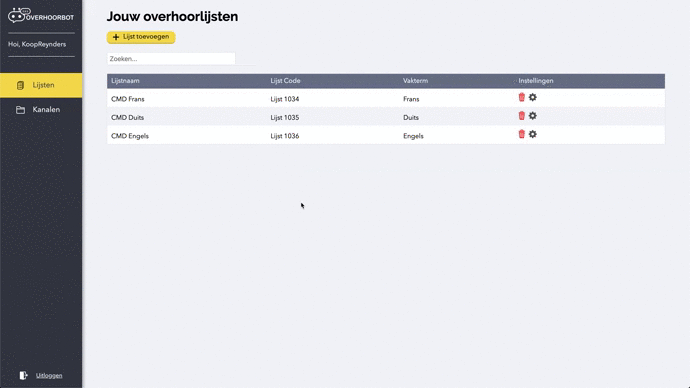 OVERHOORBOT
Hoi, KoopReynders
Lijsten
Kanalen
Uitloggen
Jouw overhoorlijsten
+ Lijst toevoegen
Zoeken...
Lijstnaam Lijst Code Vakterm Instellingen
CMD Frans Lijst 1034 Frans
CMD Duits Lijst 1035 Duits
CMD Engels Lijst 1036 Engels